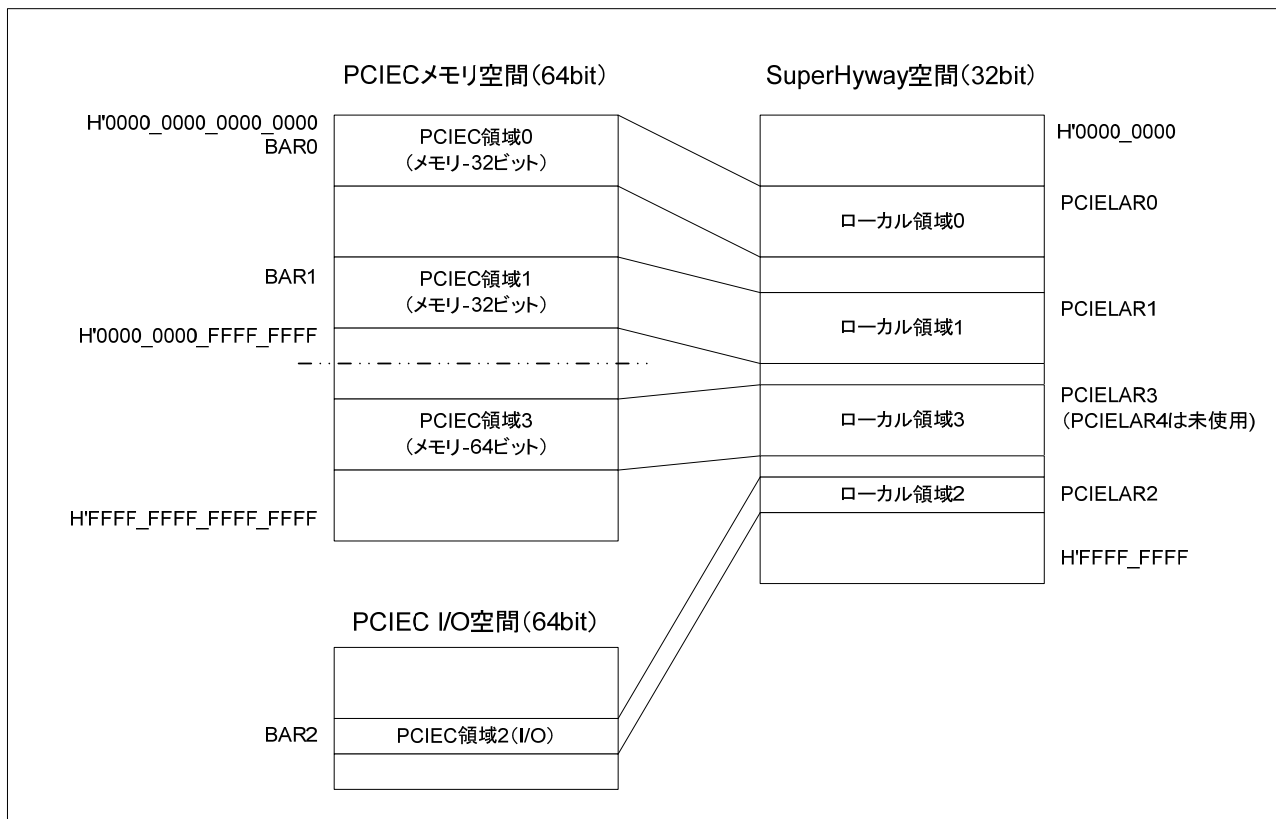 PCIECメモリ空間(64bit)
H'0000_0000_0000_0000
BAR0
PCIEC領域0
(メモリ-32ビット)
BAR1
PCIEC領域1
(メモリ-32ビット)
H'0000_0000_FFFF_FFFF
PCIEC領域3
(メモリ-64ビット)
H'FFFF_FFFF_FFFF_FFFF
PCIEC I/O空間(64bit)
BAR2
PCIEC領域2(I/O)
SuperHyway空間(32bit)
H'0000_0000
ローカル領域0
PCIELAR0
ローカル領域1
PCIELAR1
ローカル領域3
PCIELAR3
(PCIELAR4は未使用)
ローカル領域2
PCIELAR2
H'FFFF_FFFF